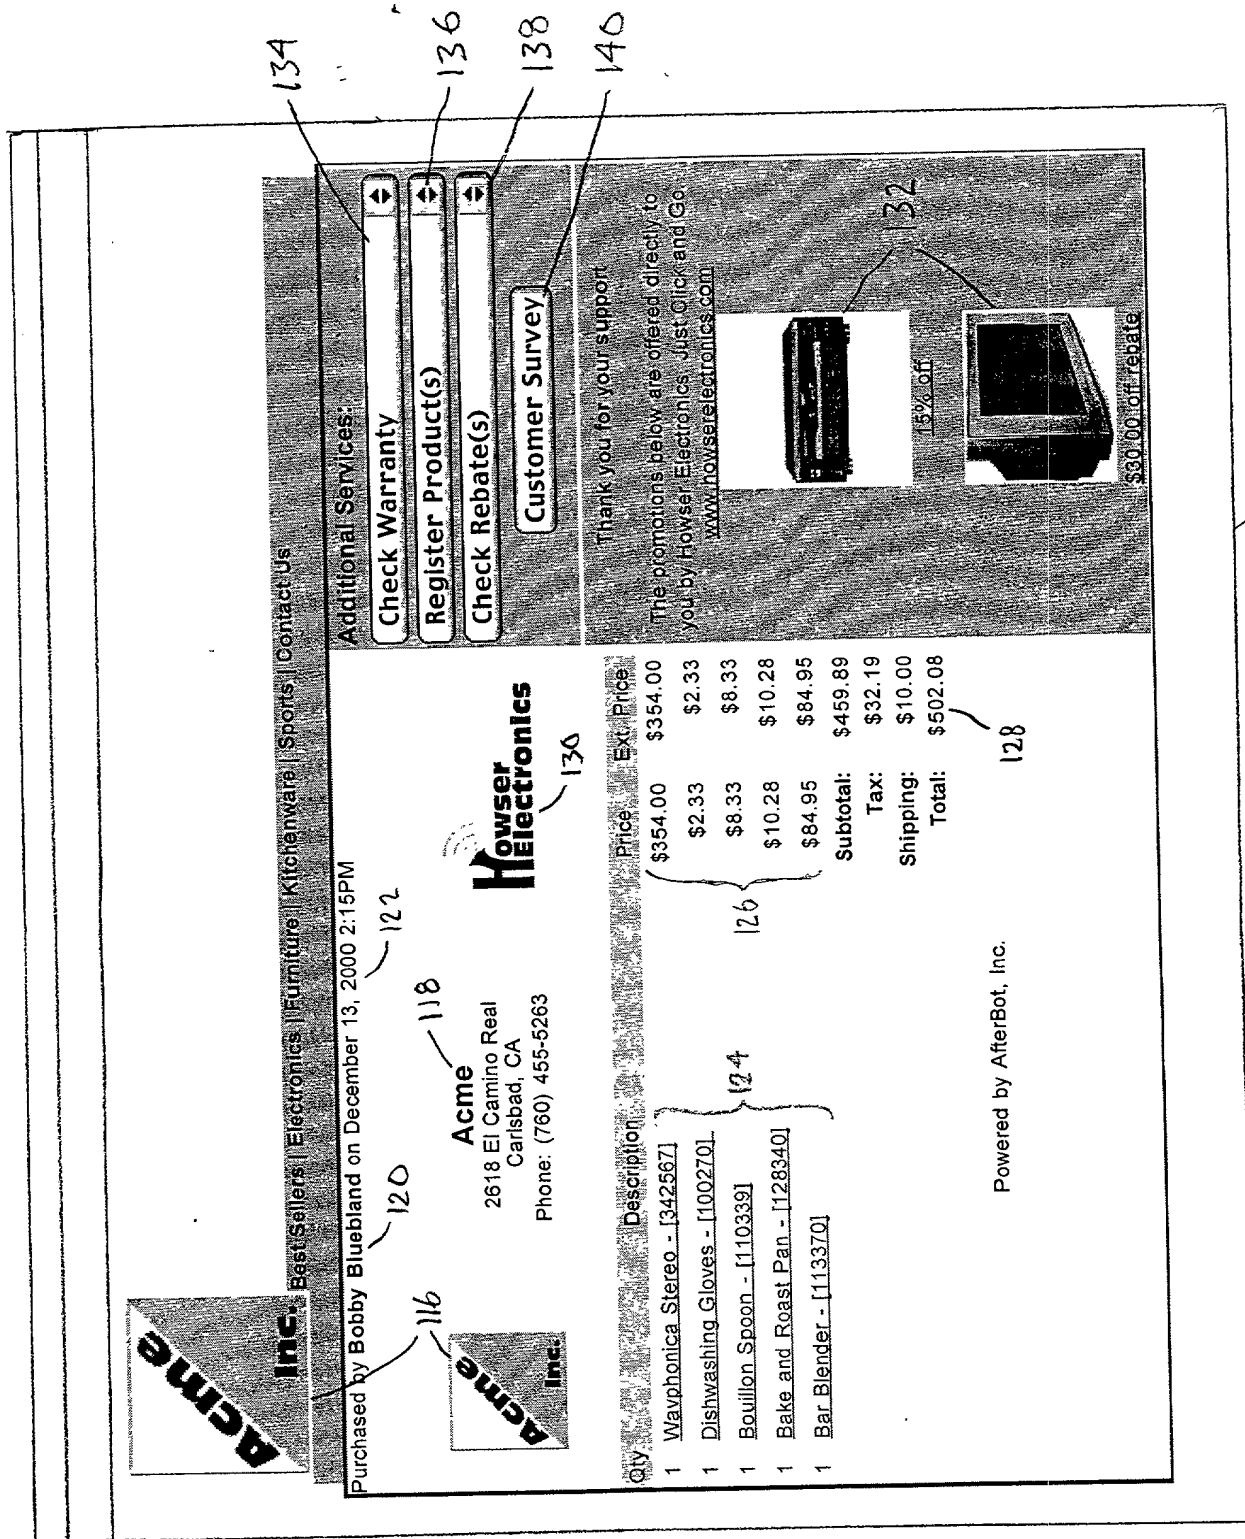 Acme Inc.
Best Sellers | Electronics | Furniture | Kitchenware | Sports | Contact Us
Purchased by Bobby Bluebland on December 13, 2000 2:15PM
116
120
122
Acme Inc.
Acme
118
2618 El Camino Real
Carlsbad, CA
Phone: (760) 455-5263
Howser
Electronics
130
Qty Description Price Ext. Price
1 Wavphonica Stereo - [342567] $354.00 $354.00
1 Dishwashing Gloves - [100270] $2.33 $2.33
1 Bouillon Spoon - [110339] $8.33 $8.33
1 Bake and Roast Pan - [128340] $10.28 $10.28
1 Bar Blender - [113370] $84.95 $84.95
124
126
Subtotal: $459.89
Tax: $32.19
Shipping: $10.00
Total: $502.08
128
Powered by AfterBot, Inc.
Additional Services:
Check Warranty
134
Register Product(s)
136
Check Rebate(s)
138
Customer Survey
140
Thank you for your support
The promotions below are offered directly to
you by Howser Electronics. Just Click and Go
www.howserelectronics.com
132
15% off
$30.00 off rebate